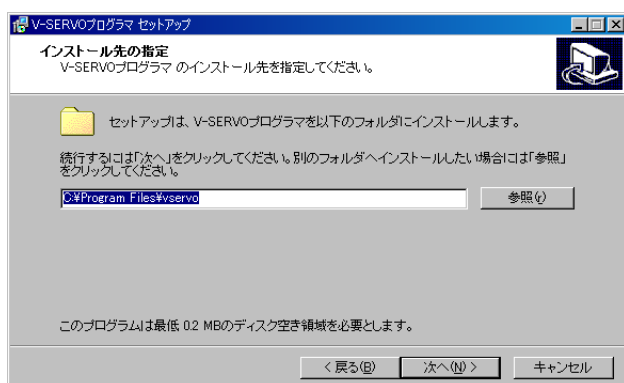 V-SERVOプログラマ セットアップ
インストール先の指定
V-SERVOプログラマ のインストール先を指定してください。
セットアップは、V-SERVOプログラマを以下のフォルダにインストールします。
続行するには「次へ」をクリックしてください。別のフォルダへインストールしたい場合には「参照」
をクリックしてください。
C:¥Program Files¥vservo
参照(r)
このプログラムは最低 0.2 MBのディスク空き領域を必要とします。
< 戻る(B) 次へ(N) > キャンセル